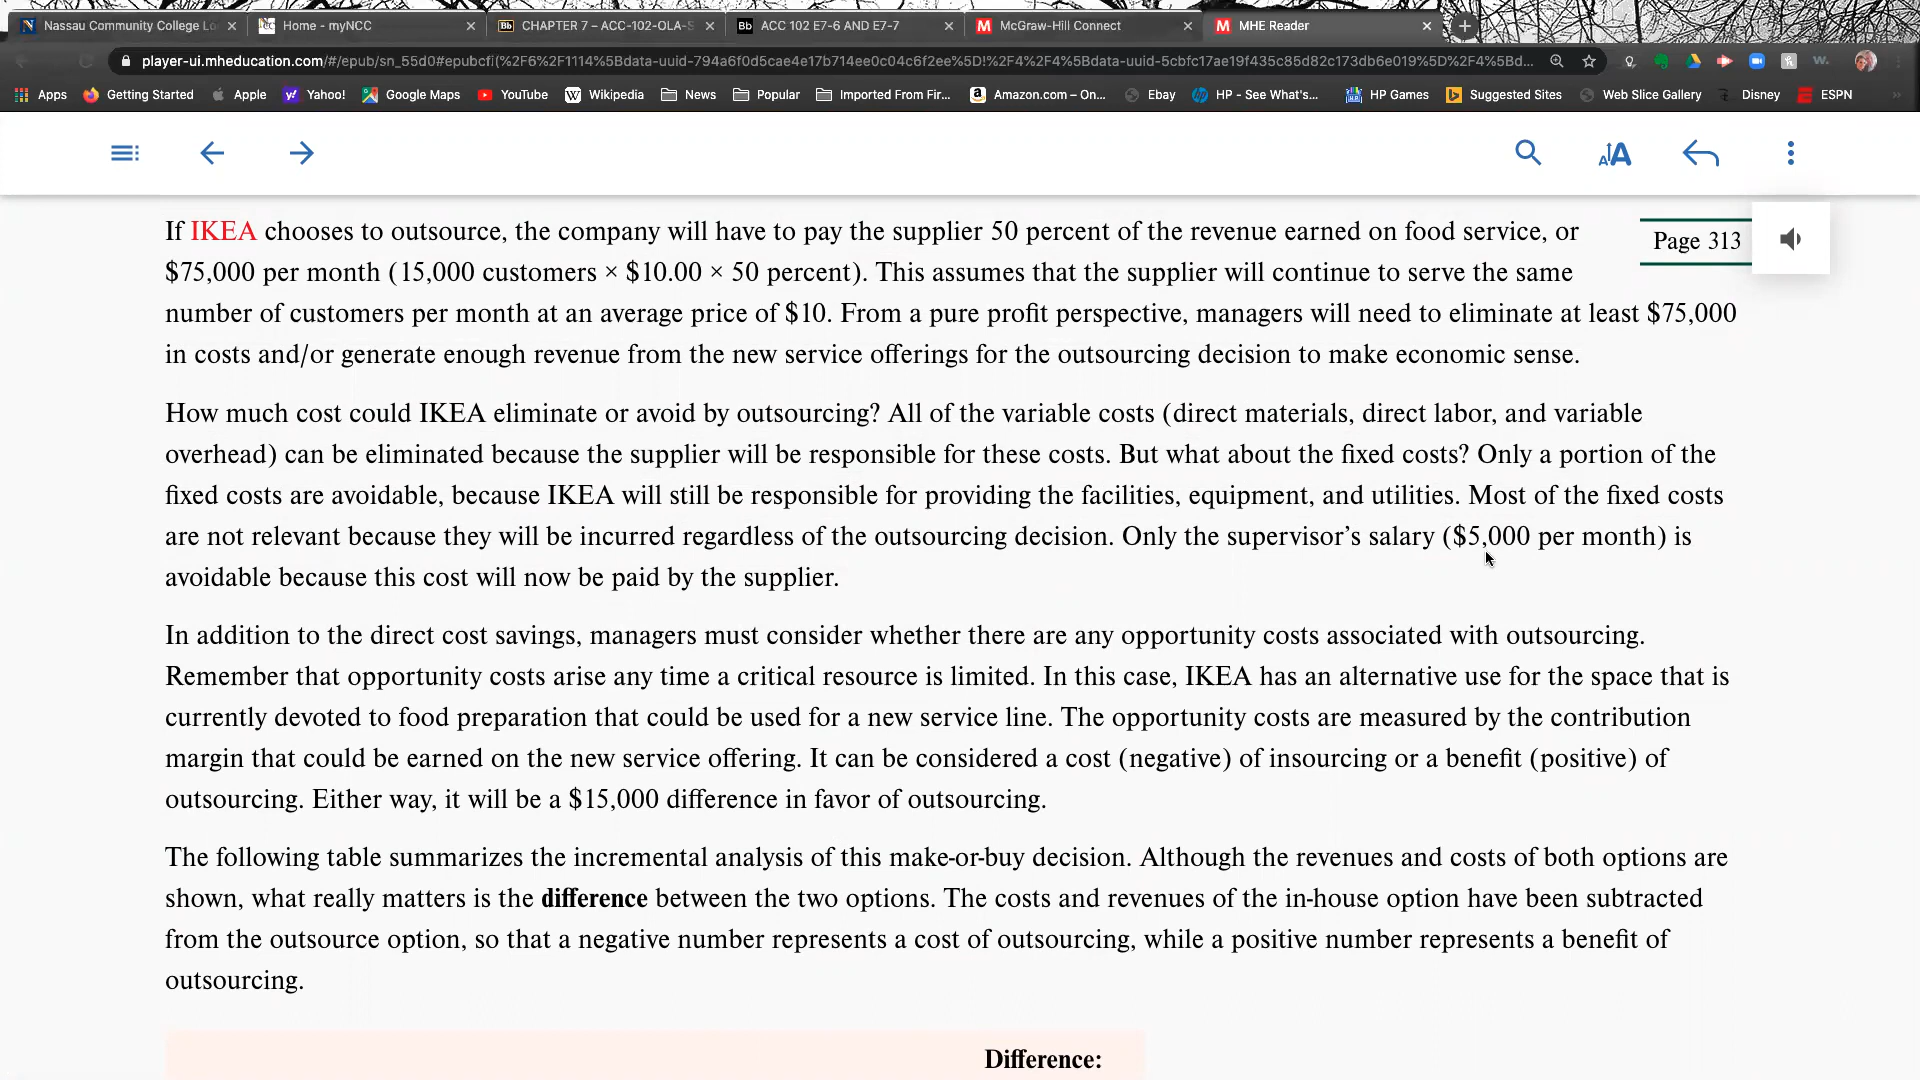 Nassau Community College Lo
Home - myNCC
CHAPTER 7 – ACC-102-OLA-S
ACC 102 E7-6 AND E7-7
McGraw-Hill Connect
MHE Reader
player-ui.mheducation.com/#/epub/sn_55d0#epubcfi(%2F6%2F1114%5Bdata-uuid-794a6f0d5cae4e17b714ee0c04c6f2ee%5D!%2F4%2F4%5Bdata-uuid-5cbfc17ae19f435c85d82c173db6e019%5D%2F4%5Bd...
Apps Getting Started Apple Yahoo! Google Maps YouTube Wikipedia News Popular Imported From Fir... Amazon.com – On... Ebay HP - See What's... HP Games Suggested Sites Web Slice Gallery Disney ESPN
If IKEA chooses to outsource, the company will have to pay the supplier 50 percent of the revenue earned on food service, or
Page 313
$75,000 per month (15,000 customers × $10.00 × 50 percent). This assumes that the supplier will continue to serve the same
number of customers per month at an average price of $10. From a pure profit perspective, managers will need to eliminate at least $75,000
in costs and/or generate enough revenue from the new service offerings for the outsourcing decision to make economic sense.
How much cost could IKEA eliminate or avoid by outsourcing? All of the variable costs (direct materials, direct labor, and variable
overhead) can be eliminated because the supplier will be responsible for these costs. But what about the fixed costs? Only a portion of the
fixed costs are avoidable, because IKEA will still be responsible for providing the facilities, equipment, and utilities. Most of the fixed costs
are not relevant because they will be incurred regardless of the outsourcing decision. Only the supervisor's salary ($5,000 per month) is
avoidable because this cost will now be paid by the supplier.
In addition to the direct cost savings, managers must consider whether there are any opportunity costs associated with outsourcing.
Remember that opportunity costs arise any time a critical resource is limited. In this case, IKEA has an alternative use for the space that is
currently devoted to food preparation that could be used for a new service line. The opportunity costs are measured by the contribution
margin that could be earned on the new service offering. It can be considered a cost (negative) of insourcing or a benefit (positive) of
outsourcing. Either way, it will be a $15,000 difference in favor of outsourcing.
The following table summarizes the incremental analysis of this make-or-buy decision. Although the revenues and costs of both options are
shown, what really matters is the difference between the two options. The costs and revenues of the in-house option have been subtracted
from the outsource option, so that a negative number represents a cost of outsourcing, while a positive number represents a benefit of
outsourcing.
Difference: